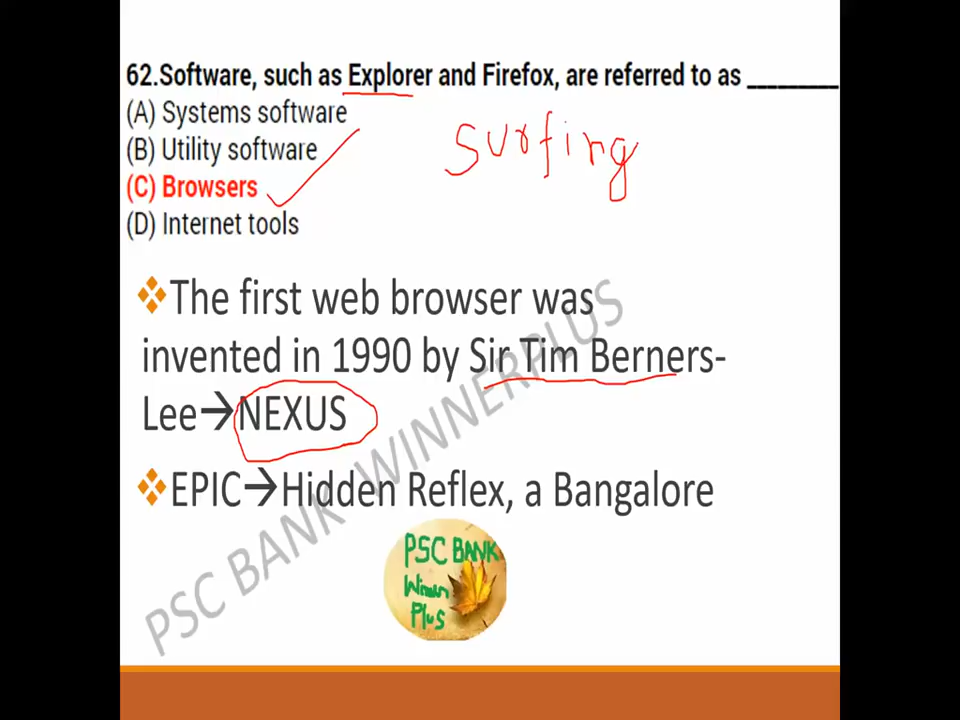 62.Software, such as Explorer and Firefox, are referred to as ________
(A) Systems software
(B) Utility software
(C) Browsers
(D) Internet tools
Surfing
❖The first web browser was
invented in 1990 by Sir Tim Berners-
Lee→NEXUS
❖EPIC→Hidden Reflex, a Bangalore
PSC BANK WINNERPLUS
PSC BANK
Winner
Plus